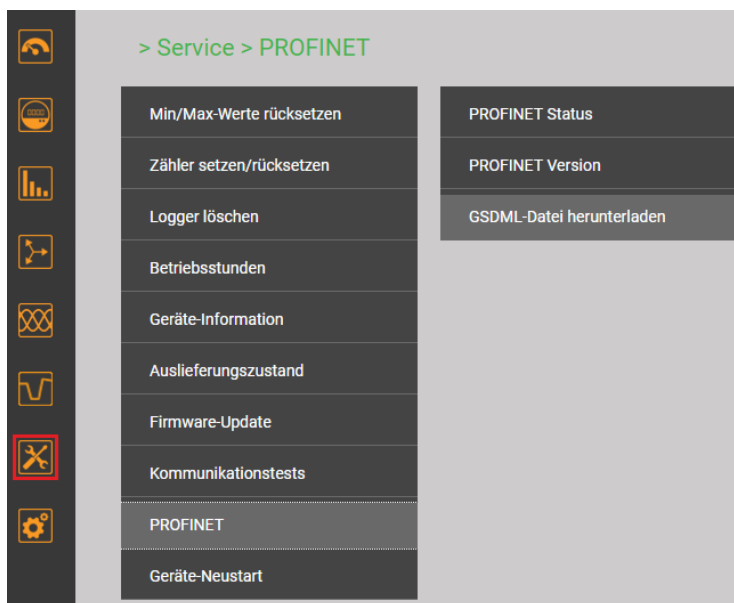 > Service > PROFINET
Min/Max-Werte rücksetzen
Zähler setzen/rücksetzen
Logger löschen
Betriebsstunden
Geräte-Information
Auslieferungszustand
Firmware-Update
Kommunikationstests
PROFINET
Geräte-Neustart
PROFINET Status
PROFINET Version
GSDML-Datei herunterladen